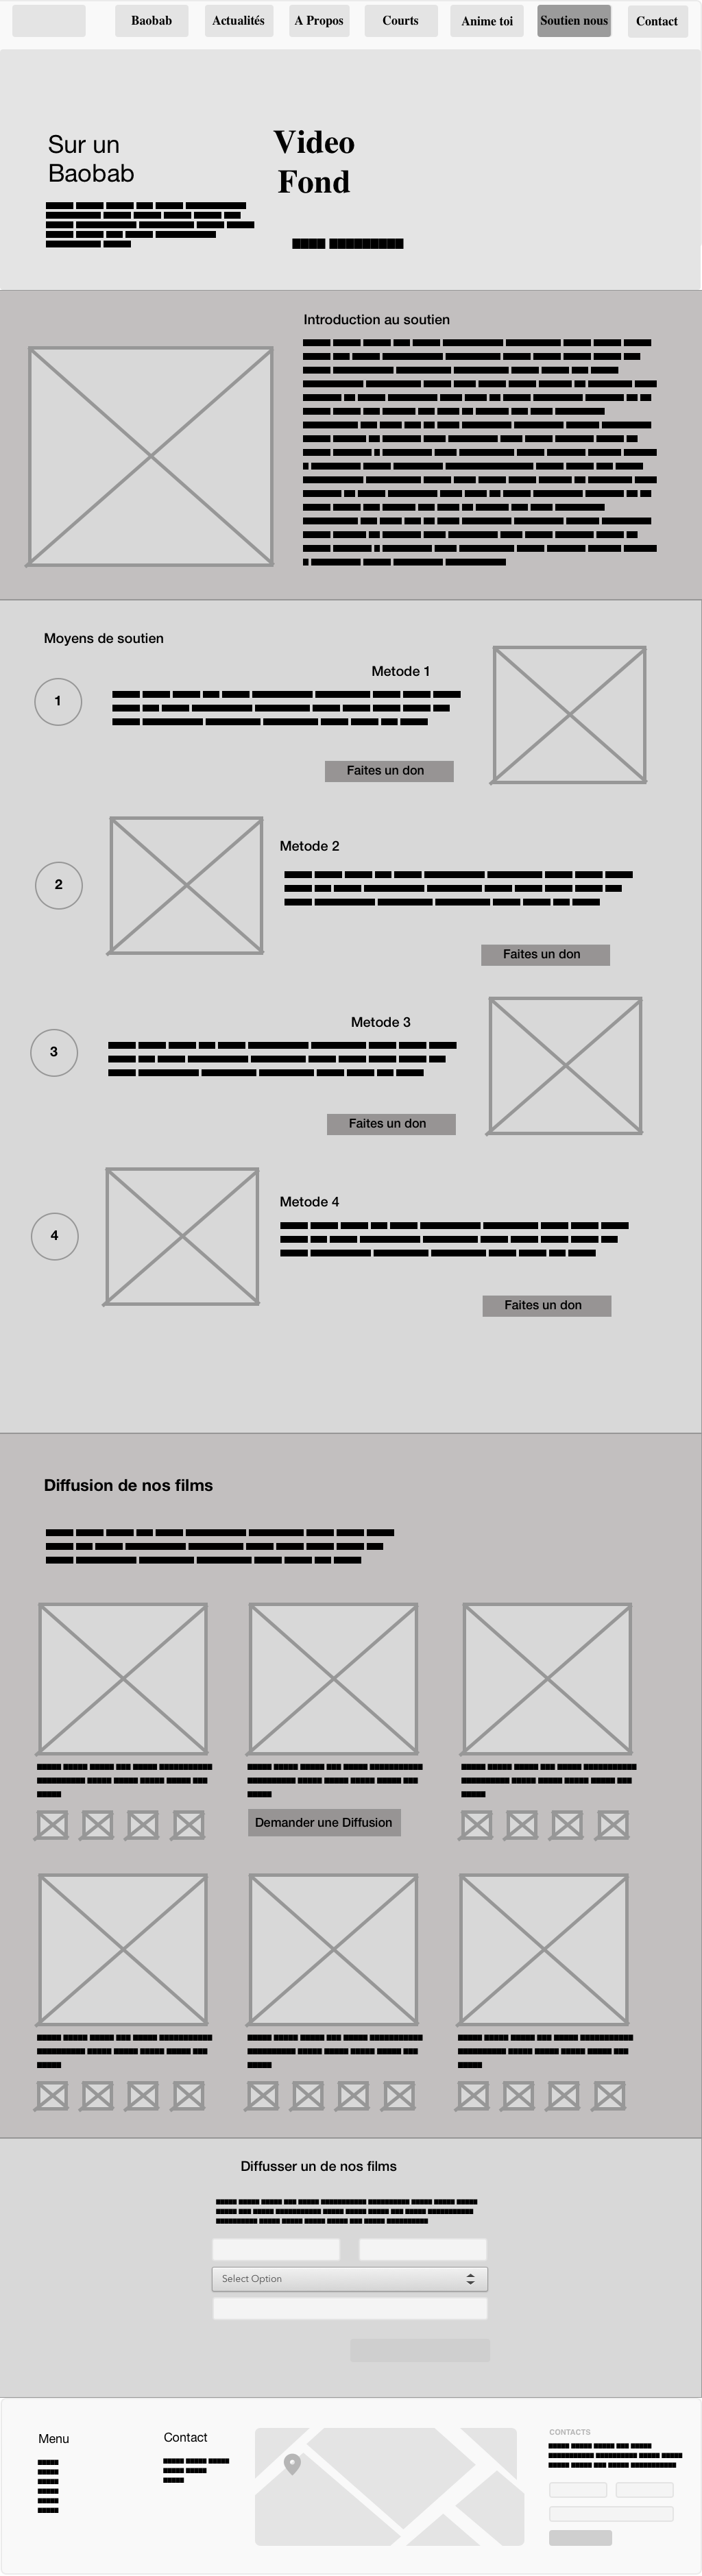 Baobab
Actualités
A Propos
Courts
Anime toi
Soutien nous
Contact
Sur un
Baobab
Video
Fond
Introduction au soutien
Moyens de soutien
Metode 1
1
Faites un don
Metode 2
2
Faites un don
Metode 3
3
Faites un don
Metode 4
4
Faites un don
Diffusion de nos films
Demander une Diffusion
Diffusser un de nos films
Select Option
Menu
Contact
CONTACTS